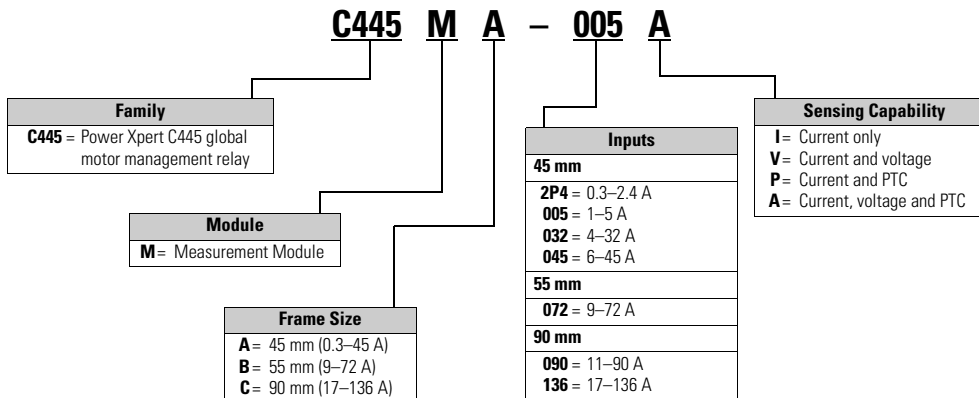 C445 M A – 005 A
Family
C445 = Power Xpert C445 global
motor management relay
Module
M = Measurement Module
Frame Size
A = 45 mm (0.3–45 A)
B = 55 mm (9–72 A)
C = 90 mm (17–136 A)
Inputs
45 mm
2P4 = 0.3–2.4 A
005 = 1–5 A
032 = 4–32 A
045 = 6–45 A
55 mm
072 = 9–72 A
90 mm
090 = 11–90 A
136 = 17–136 A
Sensing Capability
I = Current only
V = Current and voltage
P = Current and PTC
A = Current, voltage and PTC